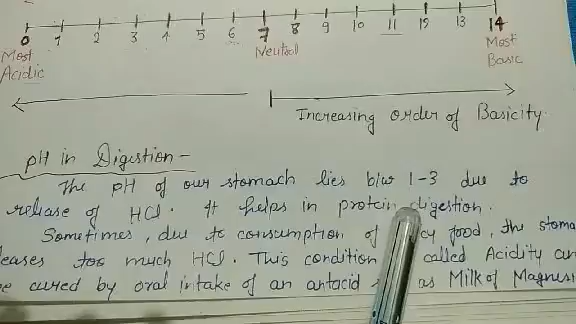 0 1 2 3 4 5 6 7 8 9 10 11 12 13 14
Most Neutral Most
Acidic Basic
Increasing order of Basicity.
pH in Digestion -
The pH of our stomach lies b/w 1-3 due to
release of HCl. It helps in protein digestion.
Sometimes, due to consumption of food, the stoma
eases too much HCl. This condition called Acidity an
e cured by oral intake of an antacid as Milk of Magnesi